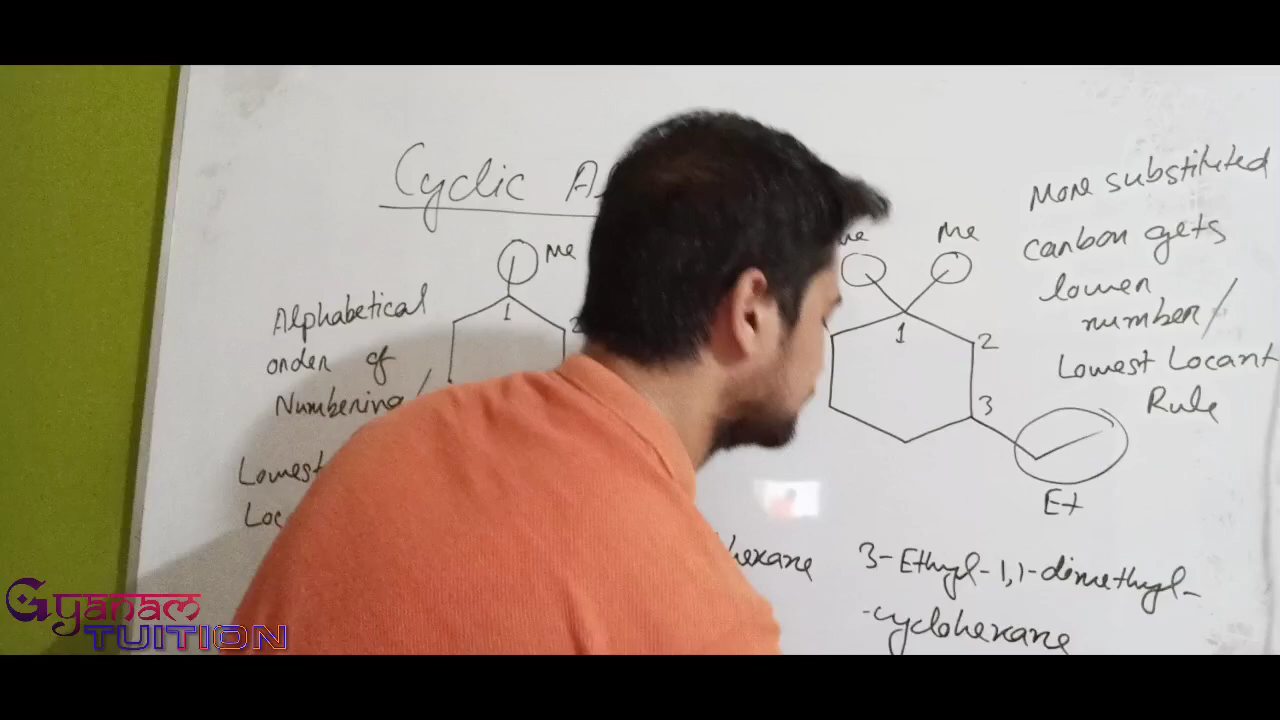 Cyclic
Me
1
2
Alphabetical
order of
Numbering/
Lowest
Me
Me
1
2
3
Et
More substituted
carbon gets
lower
number/
Lowest Locant
Rule
hexane
3-Ethyl-1,1-dimethyl-
-cyclohexane
Gyanam
TUITION